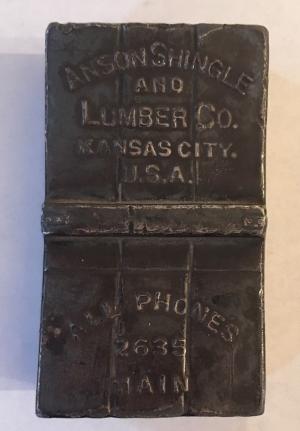 ANSON SHINGLE
AND
LUMBER CO.
KANSAS CITY.
U.S.A.
ALL PHONES
2635
MAIN